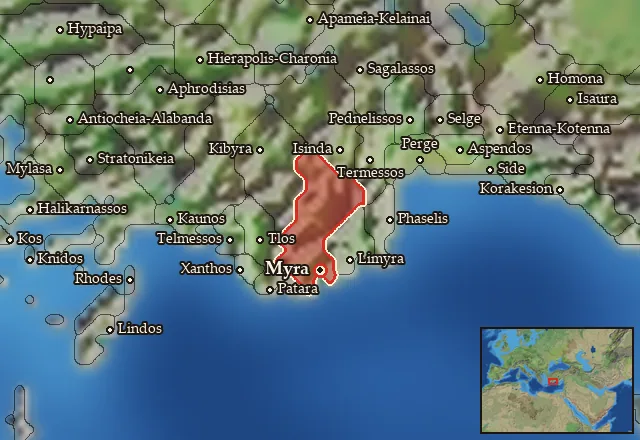 Apameia-Kelainai
Hypaipa
Hierapolis-Charonia
Sagalassos
Homona
Aphrodisias
Isaura
Antiocheia-Alabanda
Pednelissos
Selge
Etenna-Kotenna
Kibyra
Isinda
Perge
Aspendos
Mylasa
Stratonikeia
Termessos
Side
Korakesion
Halikarnassos
Kaunos
Phaselis
Kos
Telmessos
Tlos
Knidos
Xanthos
Myra
Limyra
Rhodes
Patara
Lindos